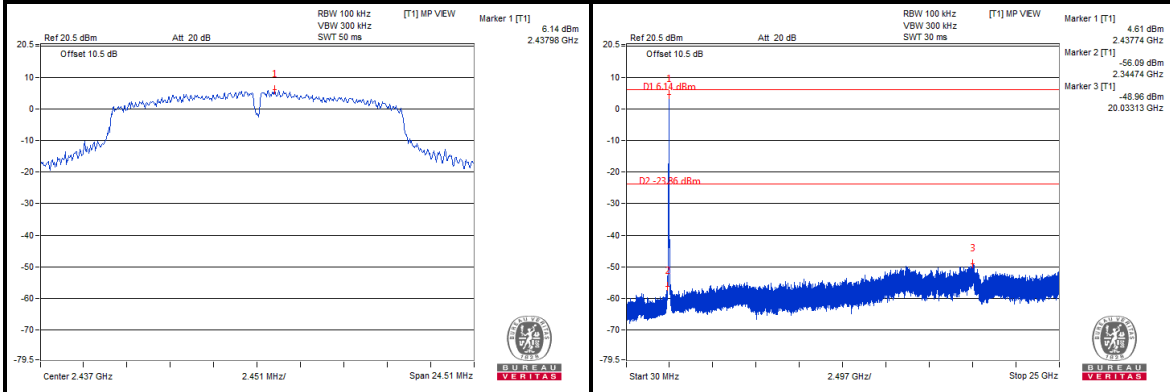 RBW 100 kHz [T1] MP VIEW
VBW 300 kHz
SWT 50 ms
Ref 20.5 dBm Att 20 dB
Marker 1 [T1]
6.14 dBm
2.43798 GHz
20.5
Offset 10.5 dB
10
0
-10
-20
-30
-40
-50
-60
-70
-79.5
1
Center 2.437 GHz 2.451 MHz/ Span 24.51 MHz
BUREAU VERITAS
1828
BUREAU
VERITAS
RBW 100 kHz [T1] MP VIEW
VBW 300 kHz
SWT 30 ms
Ref 20.5 dBm Att 20 dB
Marker 1 [T1]
4.61 dBm
2.43774 GHz
Marker 2 [T1]
-56.09 dBm
2.34474 GHz
Marker 3 [T1]
-48.96 dBm
20.03313 GHz
20.5
Offset 10.5 dB
10
0
-10
-20
-30
-40
-50
-60
-70
-79.5
1
D1 6.14 dBm
D2 -23.86 dBm
2
3
Start 30 MHz 2.497 GHz/ Stop 25 GHz
BUREAU VERITAS
1828
BUREAU
VERITAS